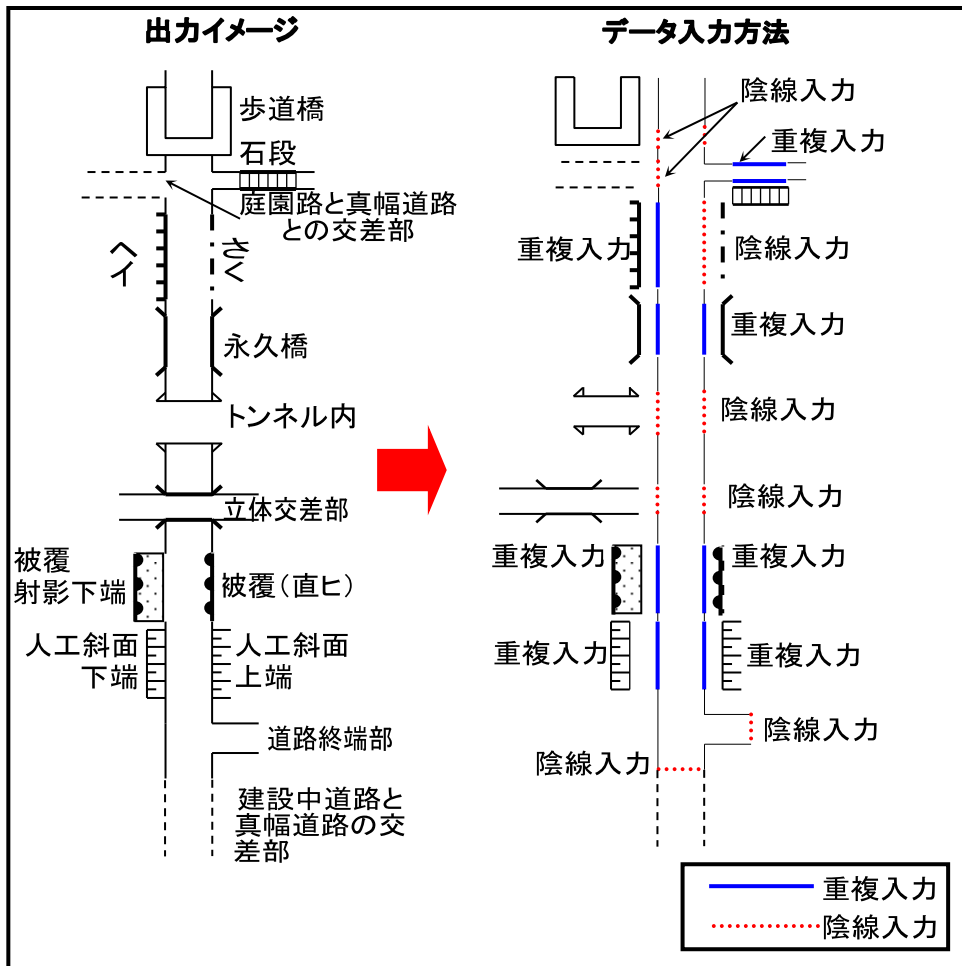 出力イメージ
歩道橋
石段
庭園路と真幅道路
との交差部
ヘイ
さく
永久橋
トンネル内
立体交差部
被覆
射影下端
被覆(直ヒ)
人工斜面
下端
人工斜面
上端
道路終端部
建設中道路と
真幅道路の交
差部
データ入力方法
陰線入力
重複入力
重複入力
陰線入力
重複入力
陰線入力
陰線入力
重複入力
重複入力
重複入力
重複入力
陰線入力
陰線入力
重複入力
陰線入力